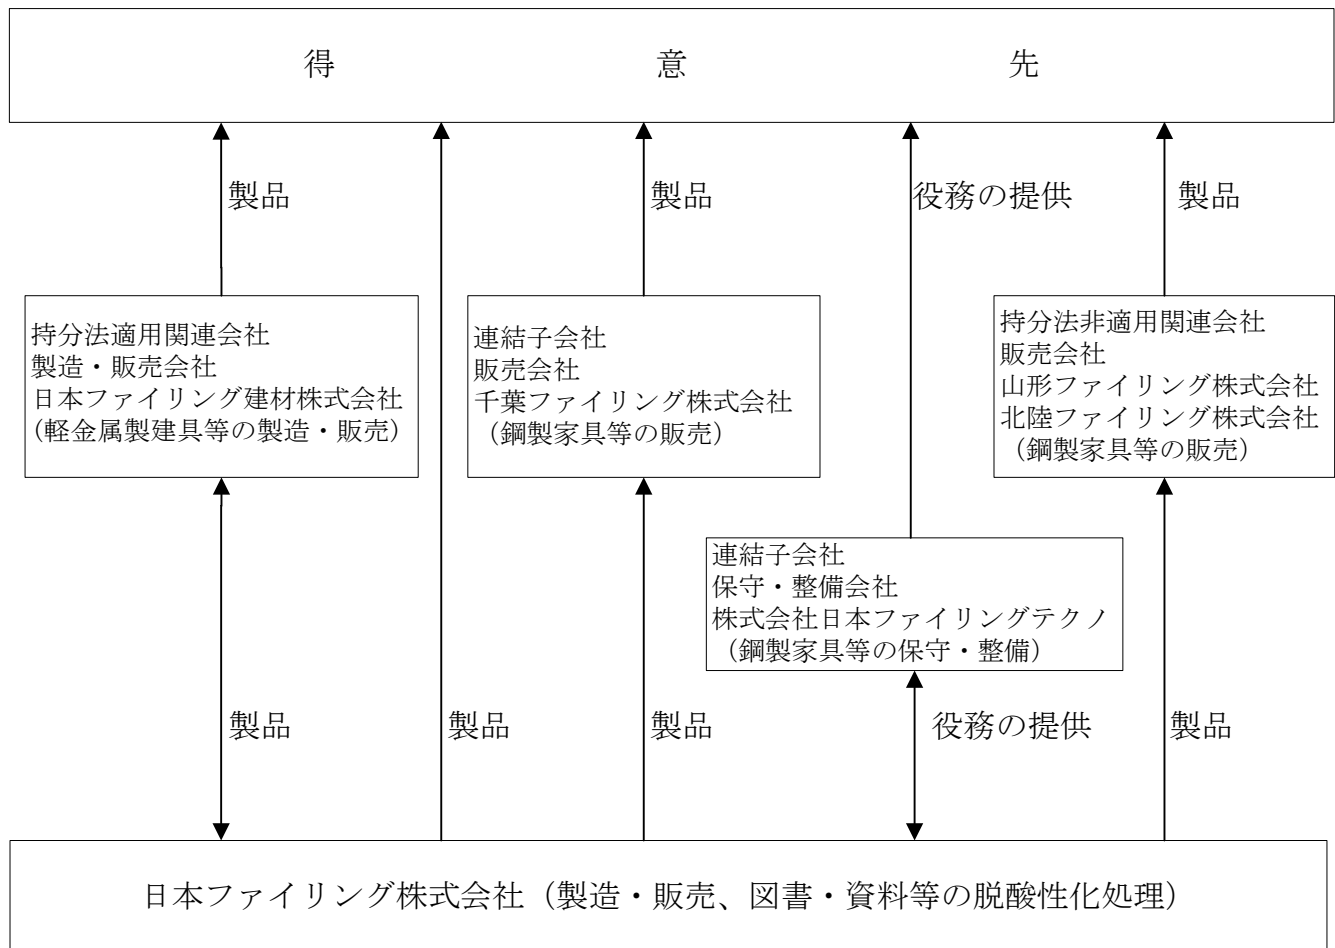 得意先
製品
製品
役務の提供
製品
持分法適用関連会社
製造・販売会社
日本ファイリング建材株式会社
（軽金属製建具等の製造・販売）
連結子会社
販売会社
千葉ファイリング株式会社
（鋼製家具等の販売）
持分法非適用関連会社
販売会社
山形ファイリング株式会社
北陸ファイリング株式会社
（鋼製家具等の販売）
連結子会社
保守・整備会社
株式会社日本ファイリングテクノ
（鋼製家具等の保守・整備）
製品
製品
製品
役務の提供
製品
日本ファイリング株式会社（製造・販売、図書・資料等の脱酸性化処理）